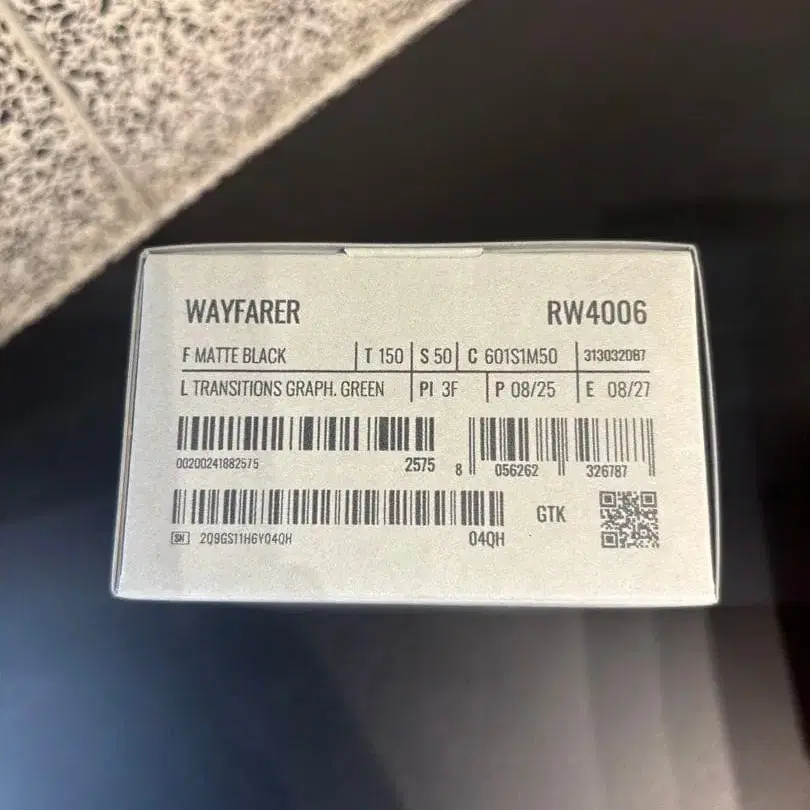 WAYFARER RW4006
F MATTE BLACK T 150 S 50 C 601S1M50 313032DB7
L TRANSITIONS GRAPH. GREEN PI 3F P 08/25 E 08/27
00200241882575 2575 8 056262 326787
SN 2Q9GS11H6Y04QH 04QH GTK